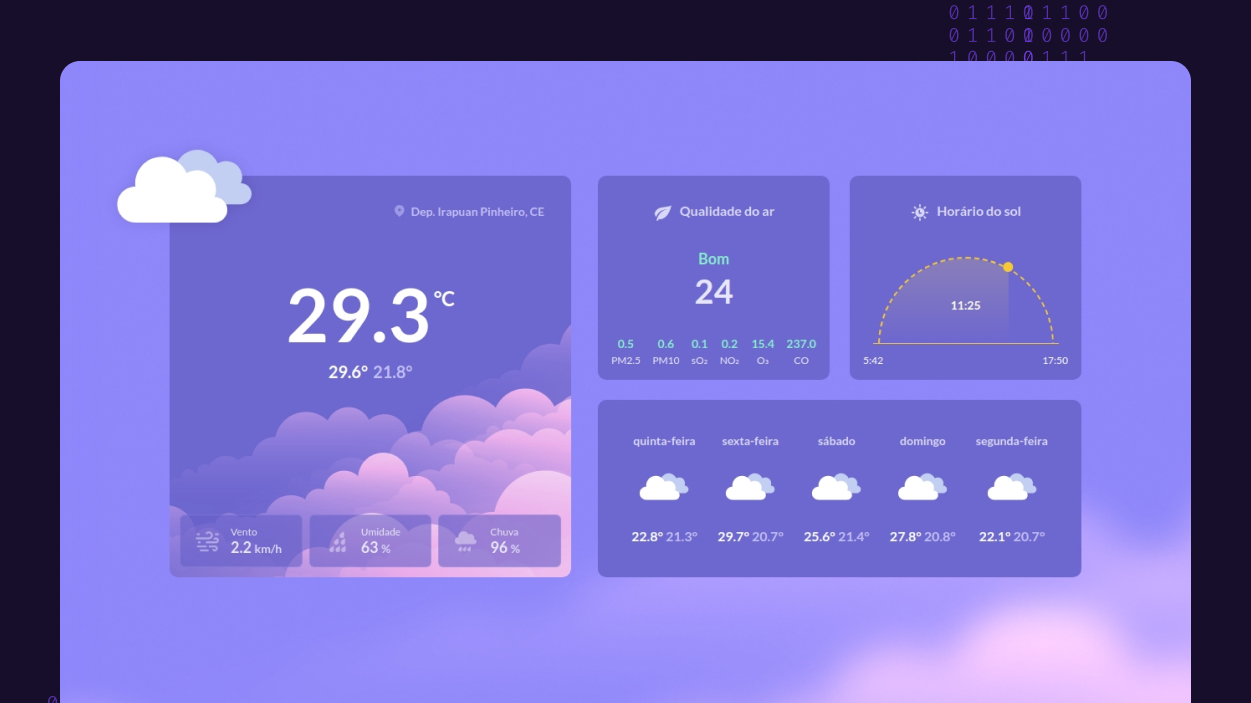 0 1 1 1 0 1 1 0 0
0 1 1 0 1 0 0 0 0
1 0 0 0 0 1 1 1
Dep. Irapuan Pinheiro, CE
29.3 °C
29.6° 21.8°
Vento
2.2 km/h
Umidade
63 %
Chuva
96 %
Qualidade do ar
Bom
24
0.5 0.6 0.1 0.2 15.4 237.0
PM2.5 PM10 sO₂ NO₂ O₃ CO
Horário do sol
11:25
5:42 17:50
quinta-feira sexta-feira sábado domingo segunda-feira
22.8° 21.3° 29.7° 20.7° 25.6° 21.4° 27.8° 20.8° 22.1° 20.7°